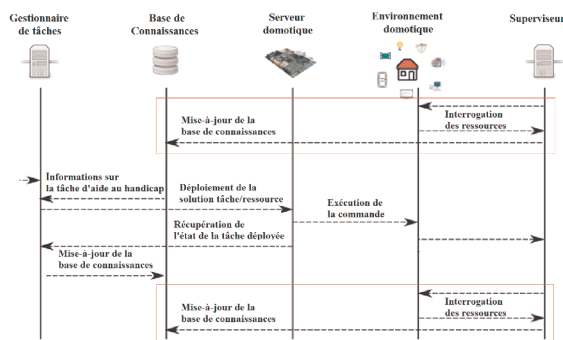 Gestionnaire
de tâches
Base de
Connaissances
Serveur
domotique
Environnement
domotique
Superviseur
Interrogation
des ressources
Mise-à-jour de la
base de connaissances
Informations sur
la tâche d'aide au handicap
Déploiement de la
solution tâche/ressource
Exécution de
la commande
Récupération de
l'état de la tâche déployée
Mise-à-jour de la
base de connaissances
Interrogation
des ressources
Mise-à-jour de la
base de connaissances